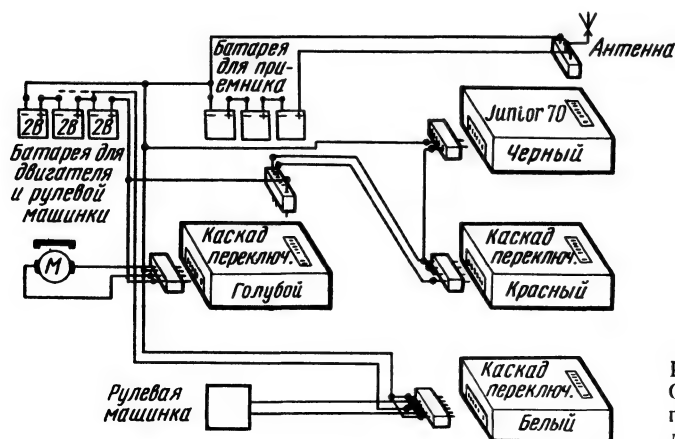 Батарея
для при-
емника
Антенна
2В 2В 2В
Батарея для
двигателя
и рулевой
машинки
Junior 70
Черный
М
Каскад
переключ.
Голубой
Каскад
переключ.
Красный
Рулевая
машинка
Каскад
переключ.
Белый